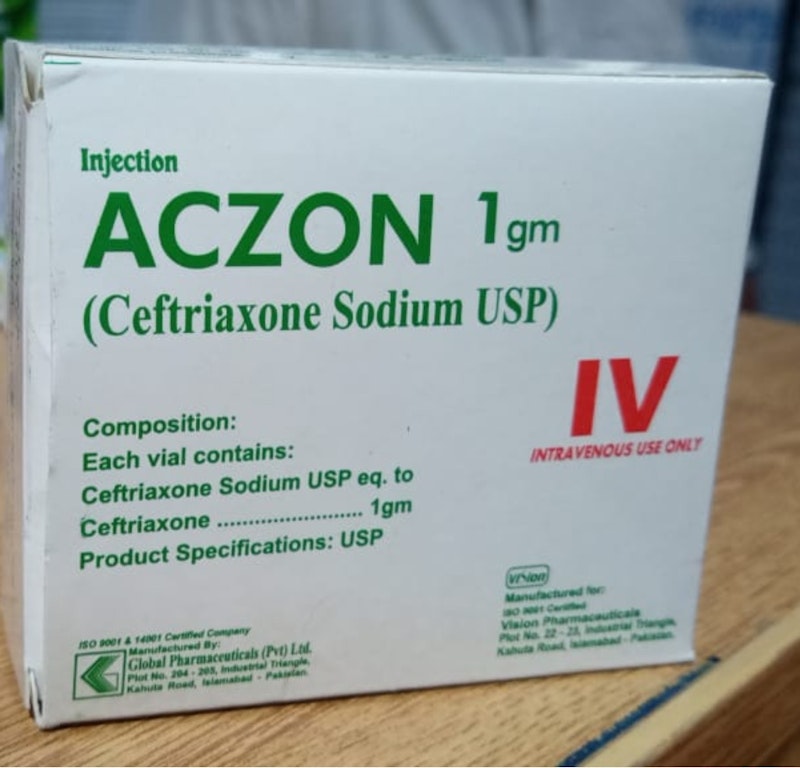 Injection
ACZON 1gm
(Ceftriaxone Sodium USP)
IV
INTRAVENOUS USE ONLY
Composition:
Each vial contains:
Ceftriaxone Sodium USP eq. to
Ceftriaxone ........................ 1gm
Product Specifications: USP
ISO 9001 & 14001 Certified Company
Manufactured By:
Global Pharmaceuticals (Pvt) Ltd.
Plot No. 204 - 205, Industrial Triangle,
Kahuta Road, Islamabad - Pakistan.
Vision
Manufactured for:
ISO 9001 Certified
Vision Pharmaceuticals
Plot No. 22 - 23, Industrial Triangle,
Kahuta Road, Islamabad - Pakistan.